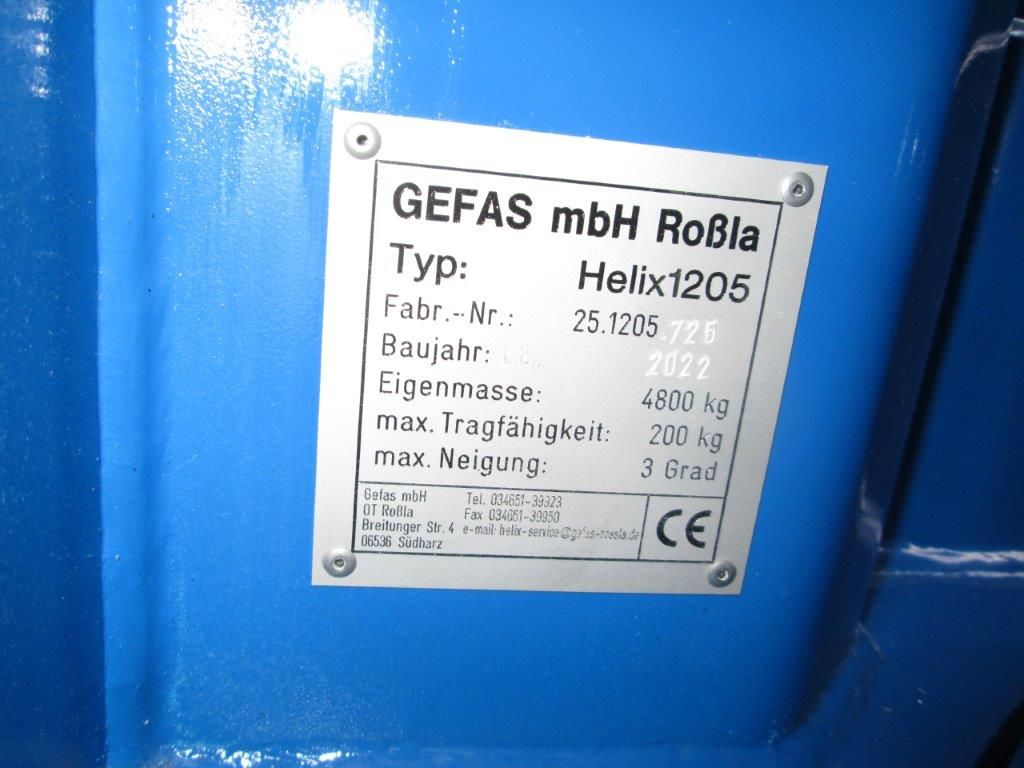 GEFAS mbH Roßla
Typ: Helix1205
Fabr.-Nr.: 25.1205.725
Baujahr: 08. 2022
Eigenmasse: 4800 kg
max. Tragfähigkeit: 200 kg
max. Neigung: 3 Grad
Gefas mbH Tel. 034651-39323
OT Roßla Fax 034651-39950
Breitunger Str. 4 e-mail: helix-service@gefas-rossla.de
06536 Südharz
CE